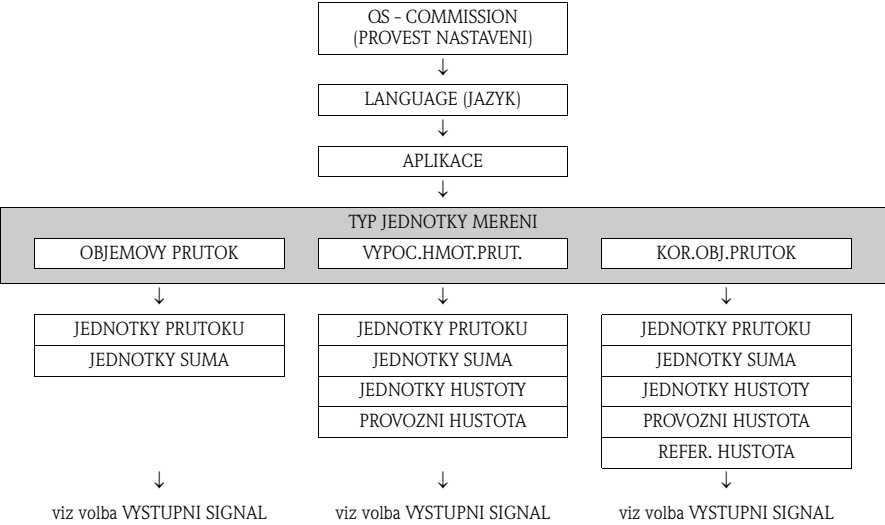 QS - COMMISSION
(PROVEST NASTAVENI)
↓
LANGUAGE (JAZYK)
↓
APLIKACE
↓
TYP JEDNOTKY MERENI
OBJEMOVY PRUTOK
VYPOC.HMOT.PRUT.
KOR.OBJ.PRUTOK
↓ ↓ ↓
JEDNOTKY PRUTOKU
JEDNOTKY SUMA
JEDNOTKY PRUTOKU
JEDNOTKY SUMA
JEDNOTKY HUSTOTY
PROVOZNI HUSTOTA
JEDNOTKY PRUTOKU
JEDNOTKY SUMA
JEDNOTKY HUSTOTY
PROVOZNI HUSTOTA
REFER. HUSTOTA
↓ ↓ ↓
viz volba VYSTUPNI SIGNAL
viz volba VYSTUPNI SIGNAL
viz volba VYSTUPNI SIGNAL